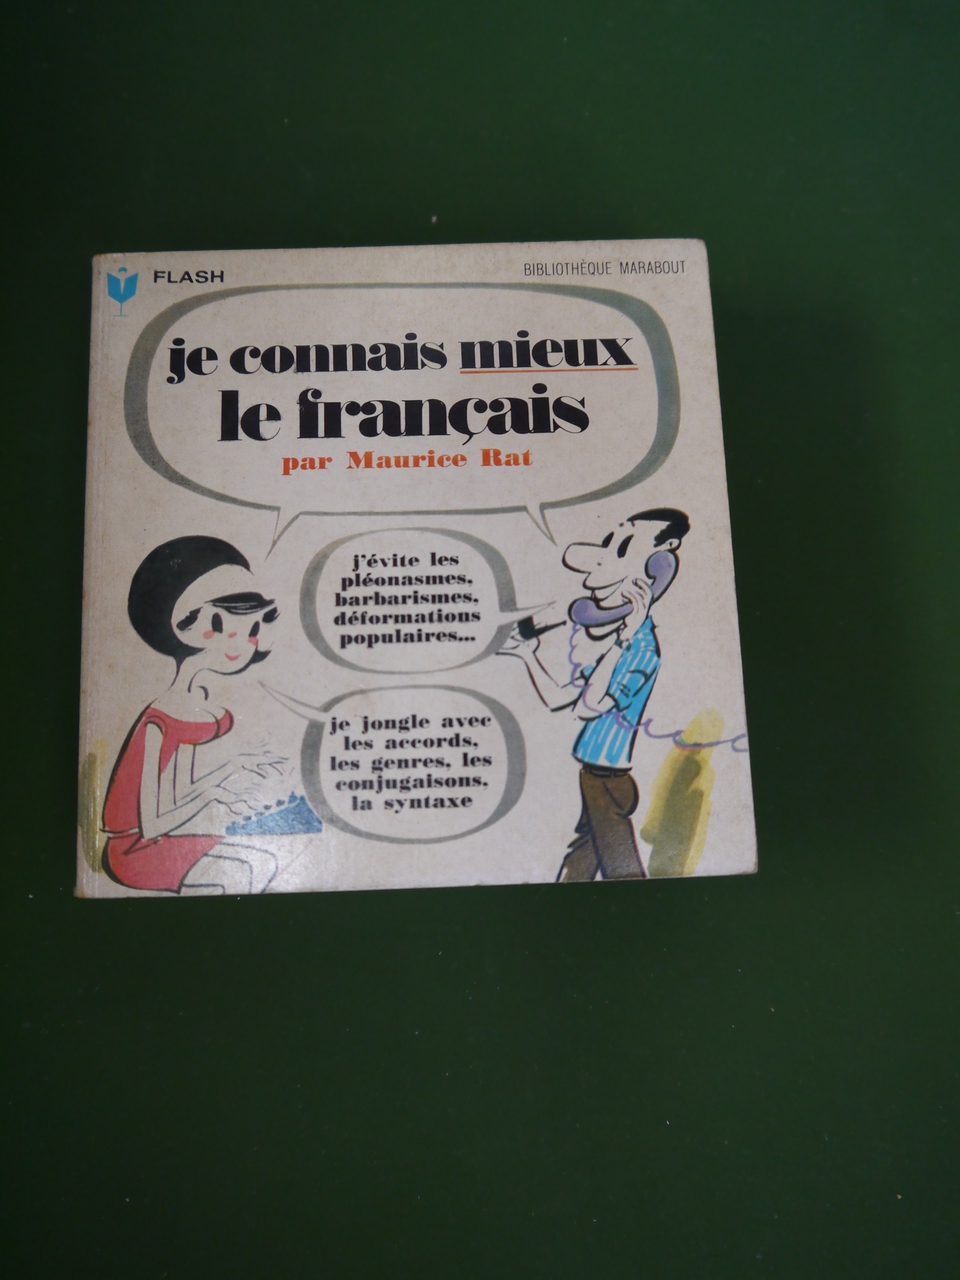 FLASH
BIBLIOTHÈQUE MARABOUT
je connais mieux
le français
par Maurice Rat
j'évite les
pléonasmes,
barbarismes,
déformations
populaires...
je jongle avec
les accords,
les genres, les
conjugaisons,
la syntaxe